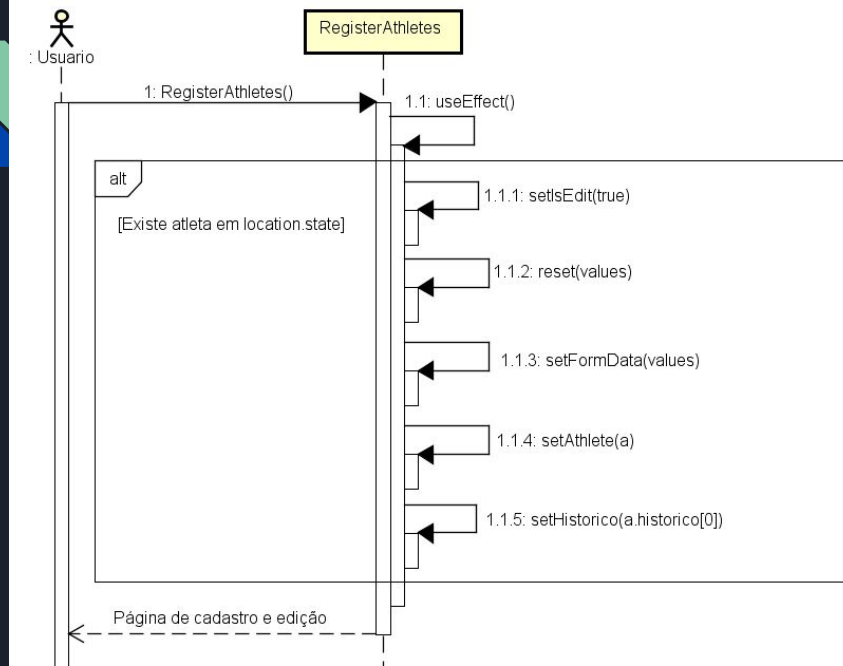 RegisterAthletes
: Usuario
1: RegisterAthletes()
1.1: useEffect()
alt
[Existe atleta em location.state]
1.1.1: setIsEdit(true)
1.1.2: reset(values)
1.1.3: setFormData(values)
1.1.4: setAthlete(a)
1.1.5: setHistorico(a.historico[0])
Página de cadastro e edição